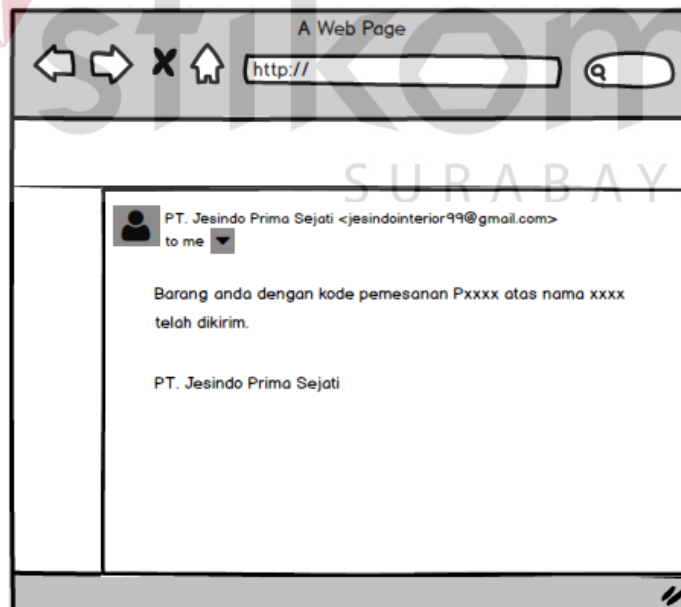 stikom
A Web Page
http://
SURABAY
PT. Jesindo Prima Sejati <jesindointerior99@gmail.com>
to me
Barang anda dengan kode pemesanan Pxxxx atas nama xxxx
telah dikirim.
PT. Jesindo Prima Sejati